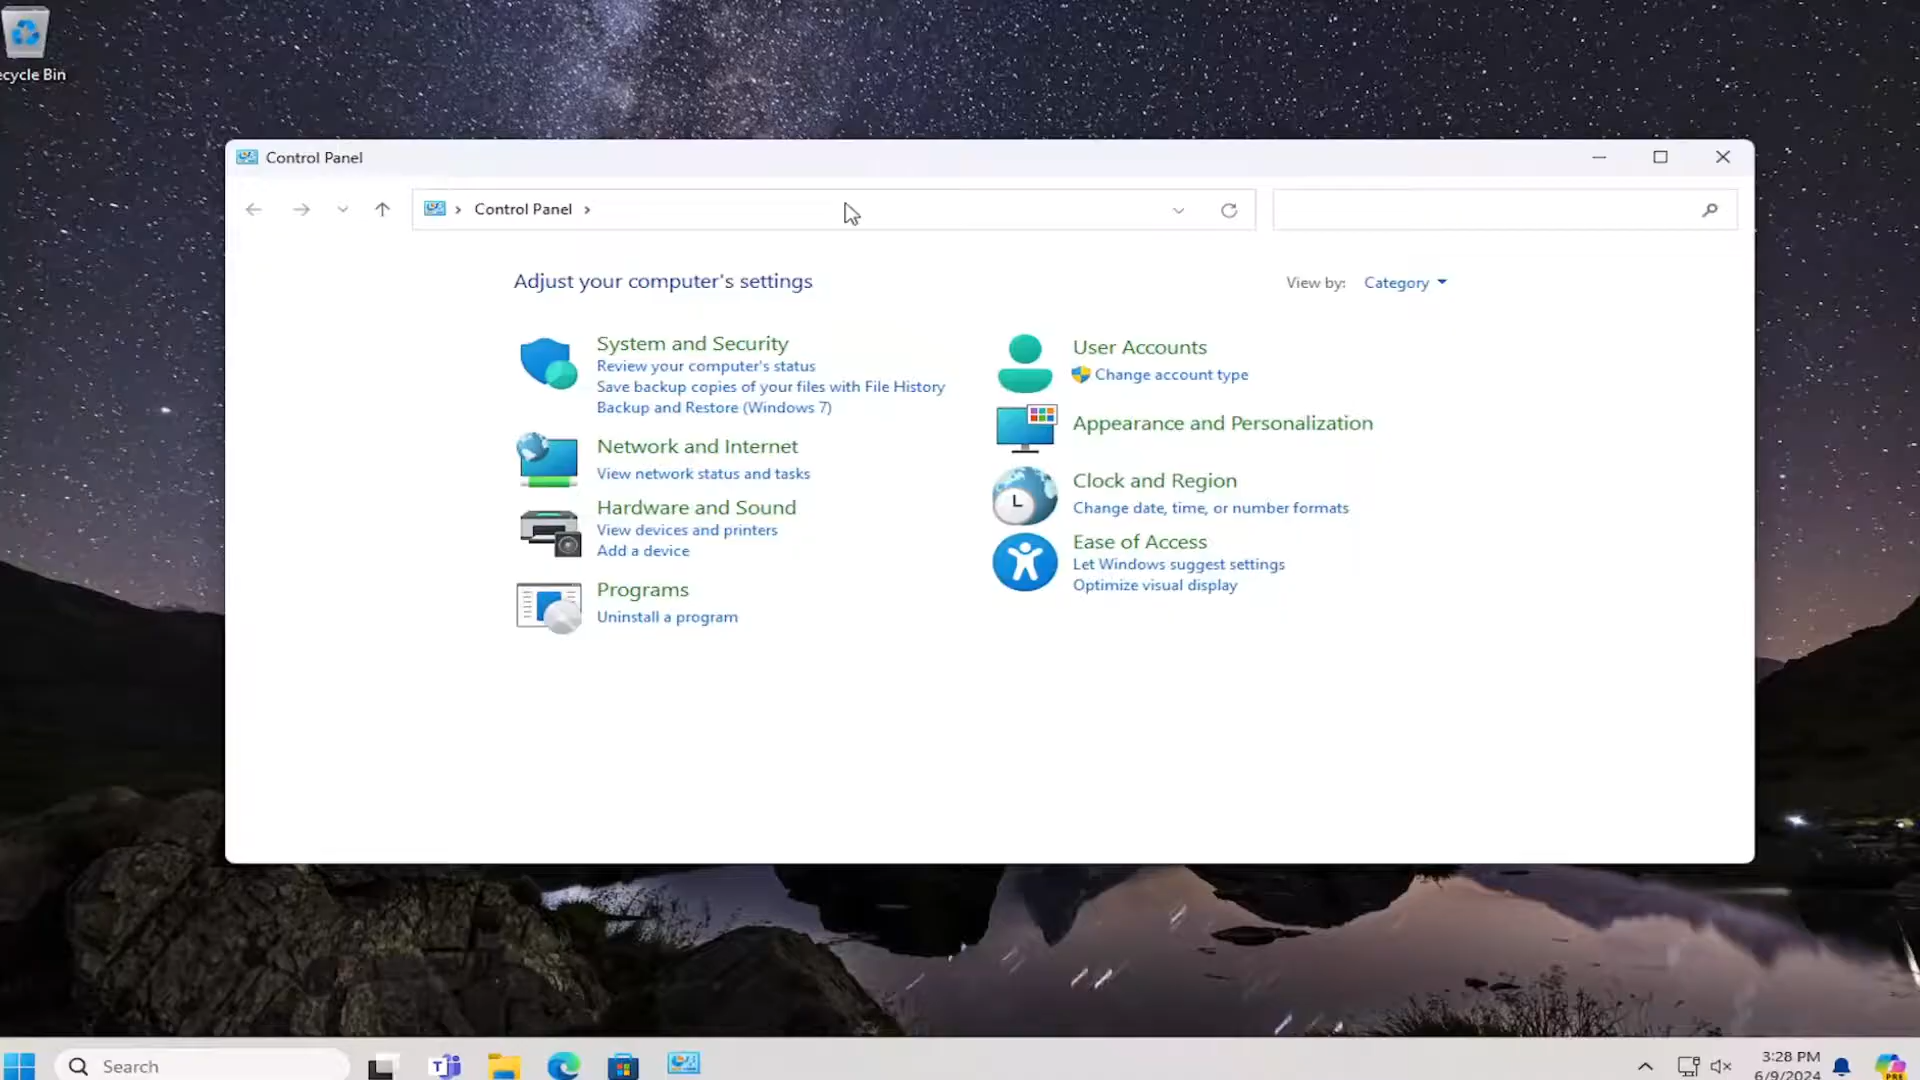 ecycle Bin
Control Panel
Control Panel
Adjust your computer's settings
View by: Category
System and Security
Review your computer's status
Save backup copies of your files with File History
Backup and Restore (Windows 7)
Network and Internet
View network status and tasks
Hardware and Sound
View devices and printers
Add a device
Programs
Uninstall a program
User Accounts
Change account type
Appearance and Personalization
Clock and Region
Change date, time, or number formats
Ease of Access
Let Windows suggest settings
Optimize visual display
Search
3:28 PM
6/9/2024
PRE